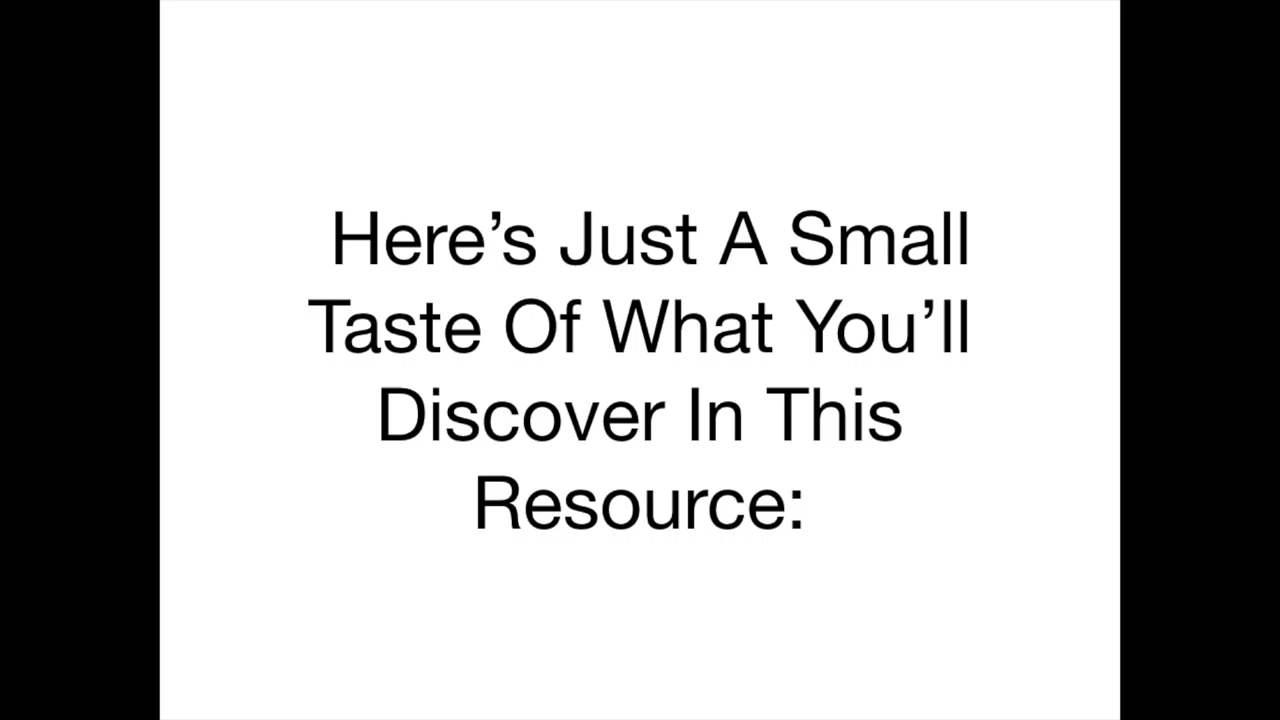 Here’s Just A Small
Taste Of What You’ll
Discover In This
Resource: